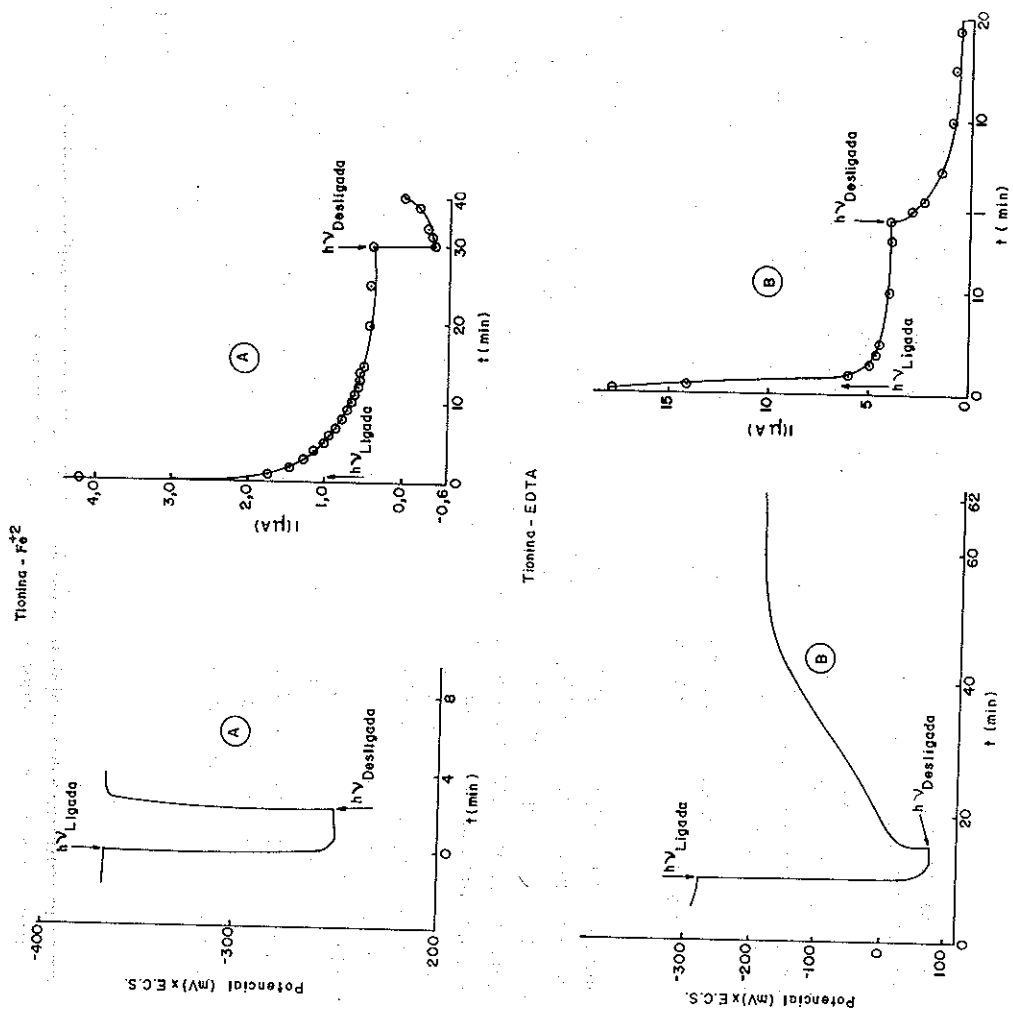 Tionina - Fe+2
Potencial (mV) x E.C.S.
-400
-300
200
0
4
8
t (min)
hν Ligada
hν Desligada
A
I (μA)
4,0
3,0
2,0
1,0
0,0
-0,6
0
10
20
30
40
t (min)
hν Ligada
hν Desligada
A
Tionina - EDTA
Potencial (mV) x E.C.S.
-300
-200
-100
0
100
0
20
40
60
62
t (min)
hν Ligada
hν Desligada
B
I (μA)
15
10
5
0
0
10
1
10
20
t (min)
hν Ligada
hν Desligada
B